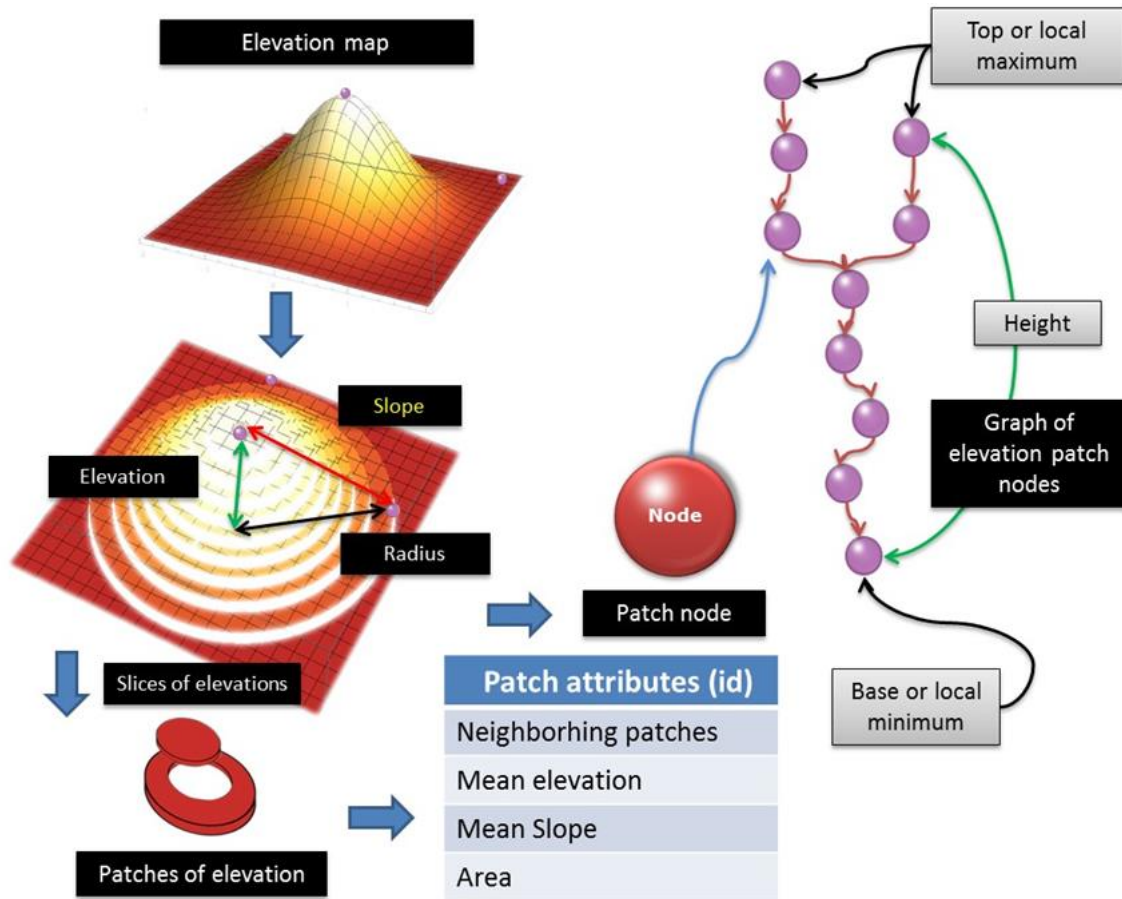 Elevation map
Top or local
maximum
Slope
Elevation
Radius
Height
Graph of
elevation patch
nodes
Node
Patch node
Slices of elevations
Patch attributes (id)
Neighborhing patches
Mean elevation
Mean Slope
Area
Base or local
minimum
Patches of elevation